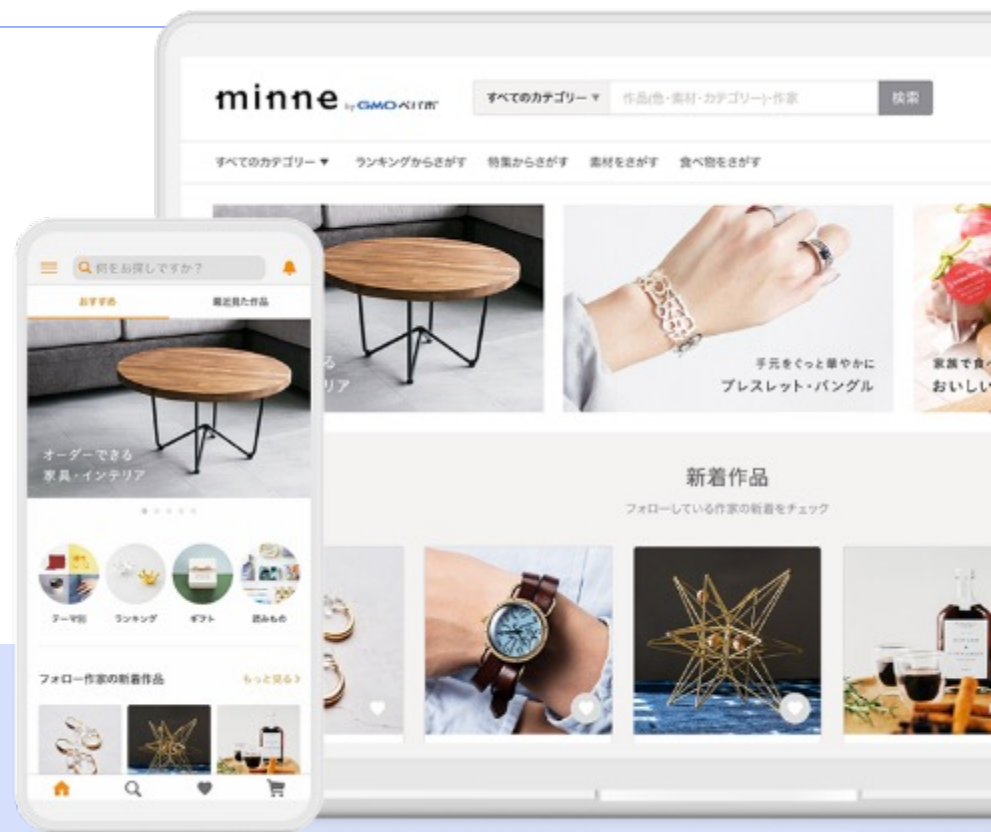 minne by GMOペパボ
すべてのカテゴリー ▼
作品(色・素材・カテゴリー)・作家
検索
すべてのカテゴリー ▼
ランキングからさがす
特集からさがす
素材をさがす
食べ物をさがす
る
リア
手元をぐっと華やかに
ブレスレット・バングル
家族で食べ
おいしい
新着作品
フォローしている作家の新着をチェック
何をお探しですか？
おすすめ
最近見た作品
オーダーできる
家具・インテリア
テーマ別
ランキング
ギフト
読みもの
フォロー作家の新着作品
もっと見る